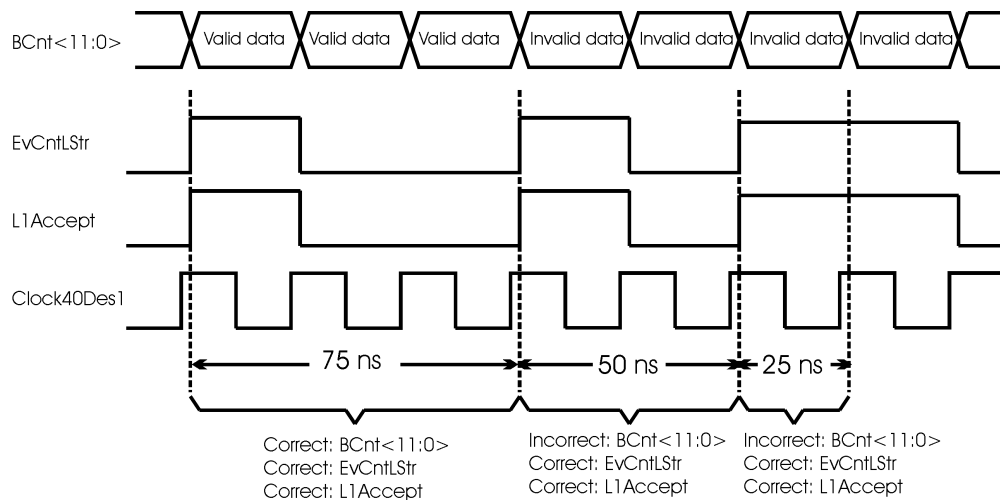 BCnt<11:0>
Valid data Valid data Valid data Invalid data Invalid data Invalid data Invalid data
EvCntLStr
L1Accept
Clock40Des1
75 ns 50 ns 25 ns
Correct: BCnt<11:0>
Correct: EvCntLStr
Correct: L1Accept
Incorrect: BCnt<11:0>
Correct: EvCntLStr
Correct: L1Accept
Incorrect: BCnt<11:0>
Correct: EvCntLStr
Correct: L1Accept